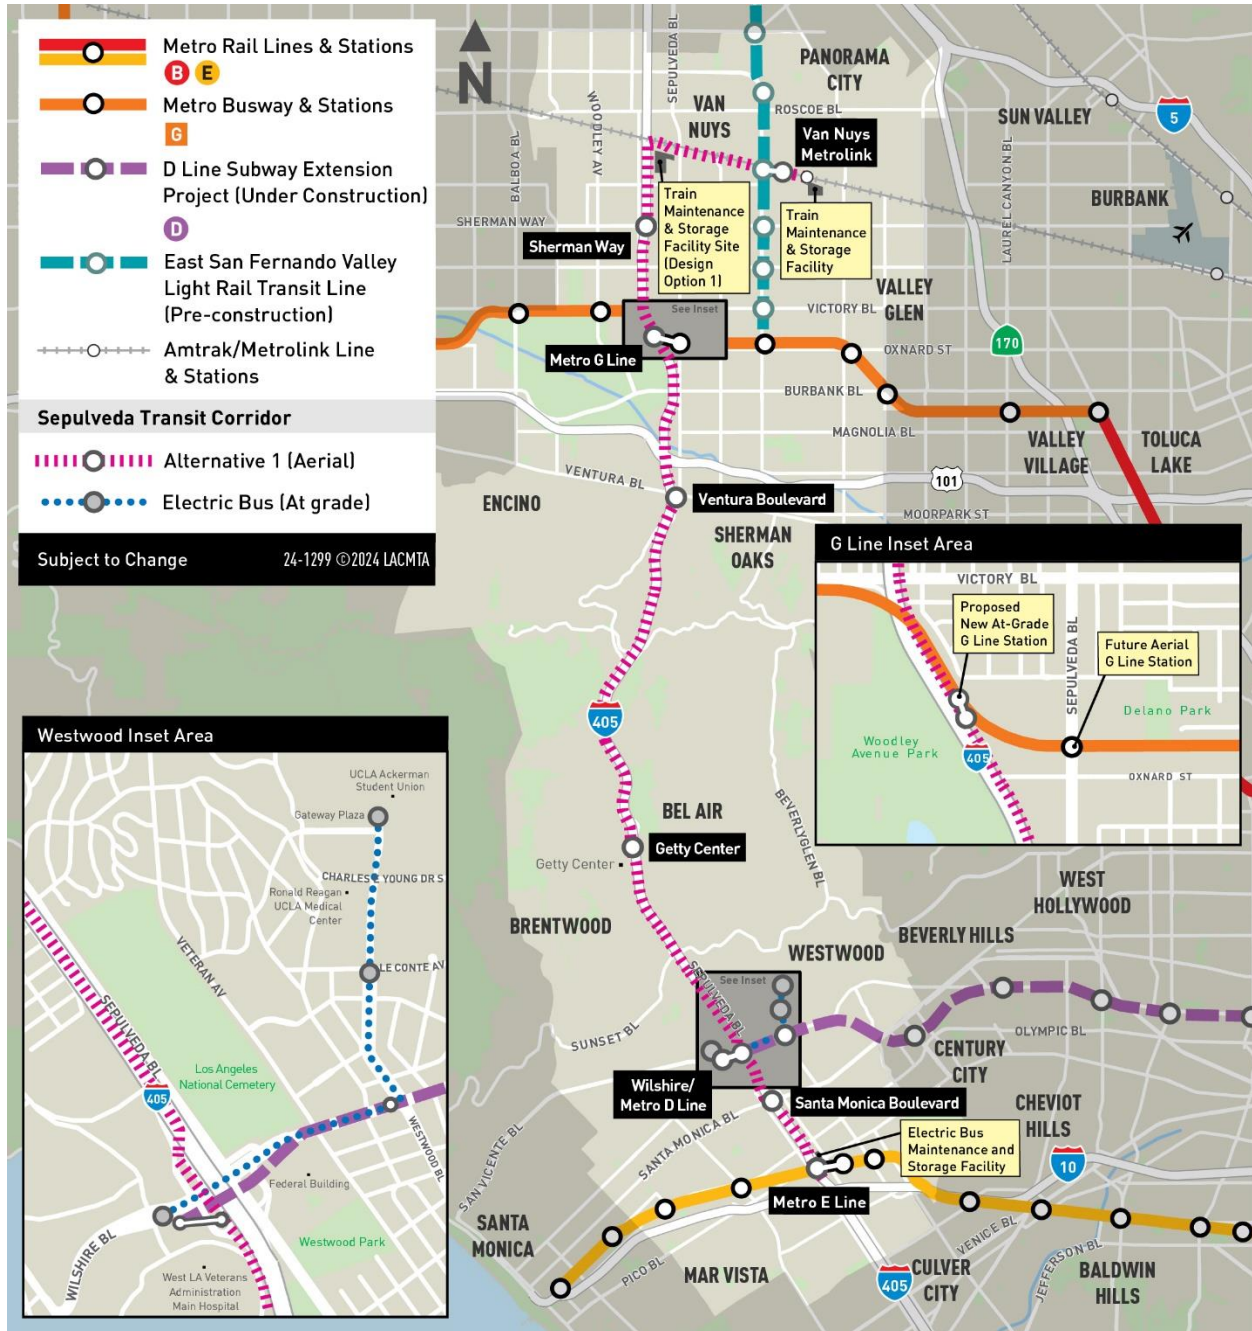 Metro Rail Lines & Stations
B E
Metro Busway & Stations
G
D Line Subway Extension
Project (Under Construction)
D
East San Fernando Valley
Light Rail Transit Line
(Pre-construction)
Amtrak/Metrolink Line
& Stations
Sepulveda Transit Corridor
Alternative 1 (Aerial)
Electric Bus (At grade)
Subject to Change 24-1299 ©2024 LACMTA
N
SEPULVEDA BL
PANORAMA
CITY
WOODLEY AV
VAN
NUYS
ROSCOE BL
SUN VALLEY
5
BALBOA BL
Van Nuys
Metrolink
LAUREL CANYON BL
BURBANK
SHERMAN WAY
Sherman Way
Train
Maintenance
& Storage
Facility Site
(Design
Option 1)
Train
Maintenance
& Storage
Facility
VALLEY
GLEN
VICTORY BL
See Inset
Metro G Line
OXNARD ST
170
BURBANK BL
MAGNOLIA BL
VALLEY
VILLAGE
TOLUCA
LAKE
VENTURA BL
101
ENCINO
Ventura Boulevard
MOORPARK ST
SHERMAN
OAKS
G Line Inset Area
VICTORY BL
Proposed
New At-Grade
G Line Station
SEPULVEDA BL
Future Aerial
G Line Station
Delano Park
Woodley
Avenue Park
405
OXNARD ST
405
BEL AIR
BEVERLYGLEN BL
Getty Center
Getty Center
BRENTWOOD
WEST
HOLLYWOOD
BEVERLY HILLS
WESTWOOD
See Inset
SEPULVEDA BL
SUNSET BL
OLYMPIC BL
CENTURY
CITY
Wilshire/
Metro D Line
Santa Monica Boulevard
CHEVIOT
HILLS
SANTA MONICA BL
Electric Bus
Maintenance and
Storage Facility
10
SAN VICENTE BL
Metro E Line
SANTA
MONICA
VENICE BL
PICO BL
MAR VISTA
405
CULVER
CITY
JEFFERSON BL
BALDWIN
HILLS
Westwood Inset Area
UCLA Ackerman
Student Union
Gateway Plaza
CHARLES E YOUNG DR S
Ronald Reagan
UCLA Medical
Center
VETERAN AV
LE CONTE AV
SEPULVEDA BL
Los Angeles
National Cemetery
405
WESTWOOD BL
Federal Building
WILSHIRE BL
Westwood Park
West LA Veterans
Administration
Main Hospital